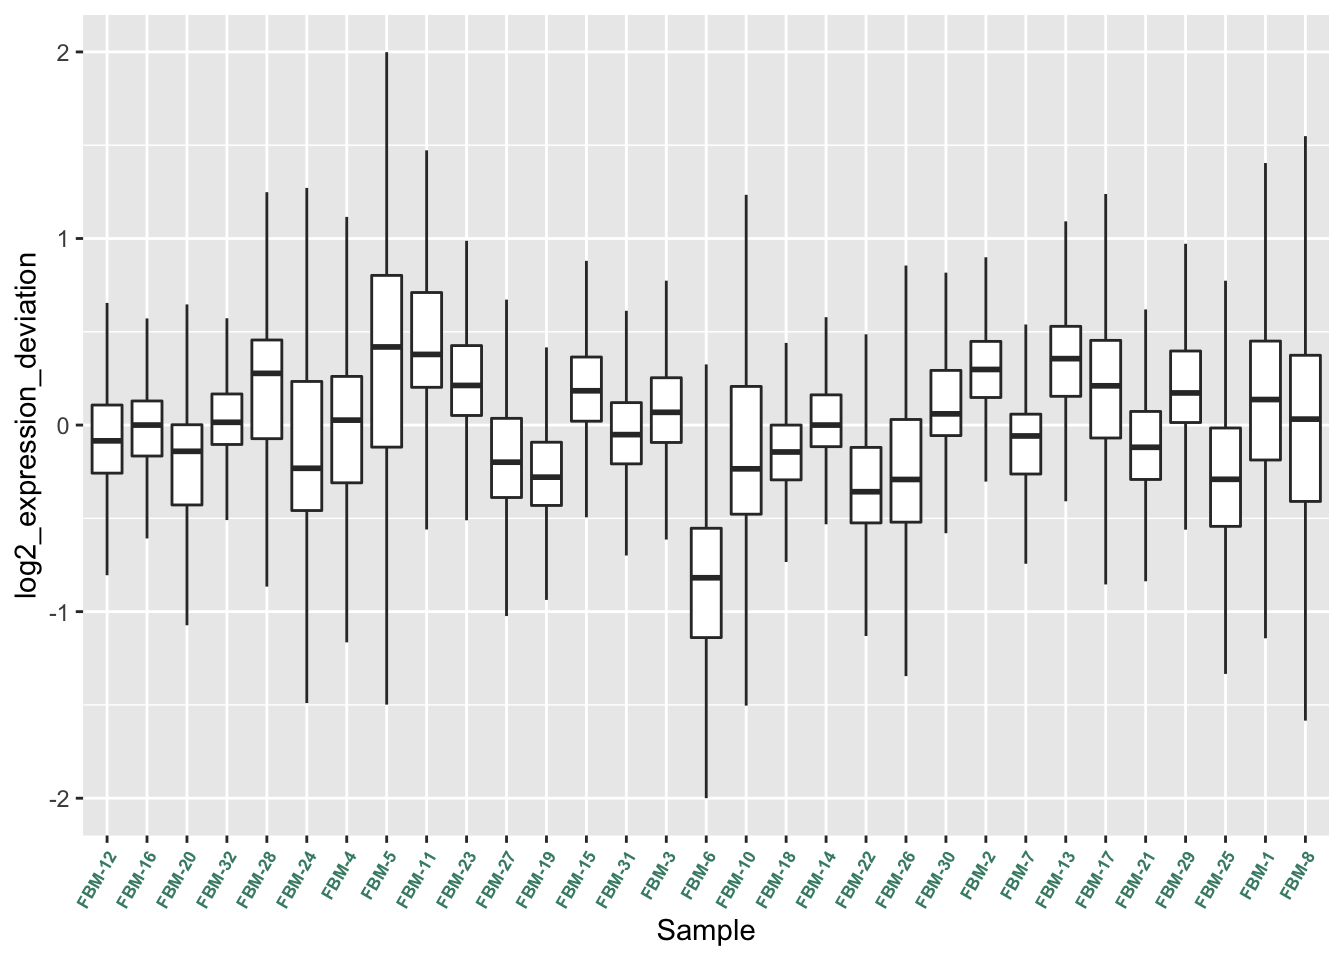 log2_expression_deviation
2
1
0
-1
-2
FBM-12 FBM-16 FBM-20 FBM-32 FBM-28 FBM-24 FBM-4 FBM-5 FBM-11 FBM-23 FBM-27 FBM-19 FBM-15 FBM-31 FBM-3 FBM-6 FBM-10 FBM-18 FBM-14 FBM-22 FBM-26 FBM-30 FBM-2 FBM-7 FBM-13 FBM-17 FBM-21 FBM-29 FBM-25 FBM-1 FBM-8
Sample